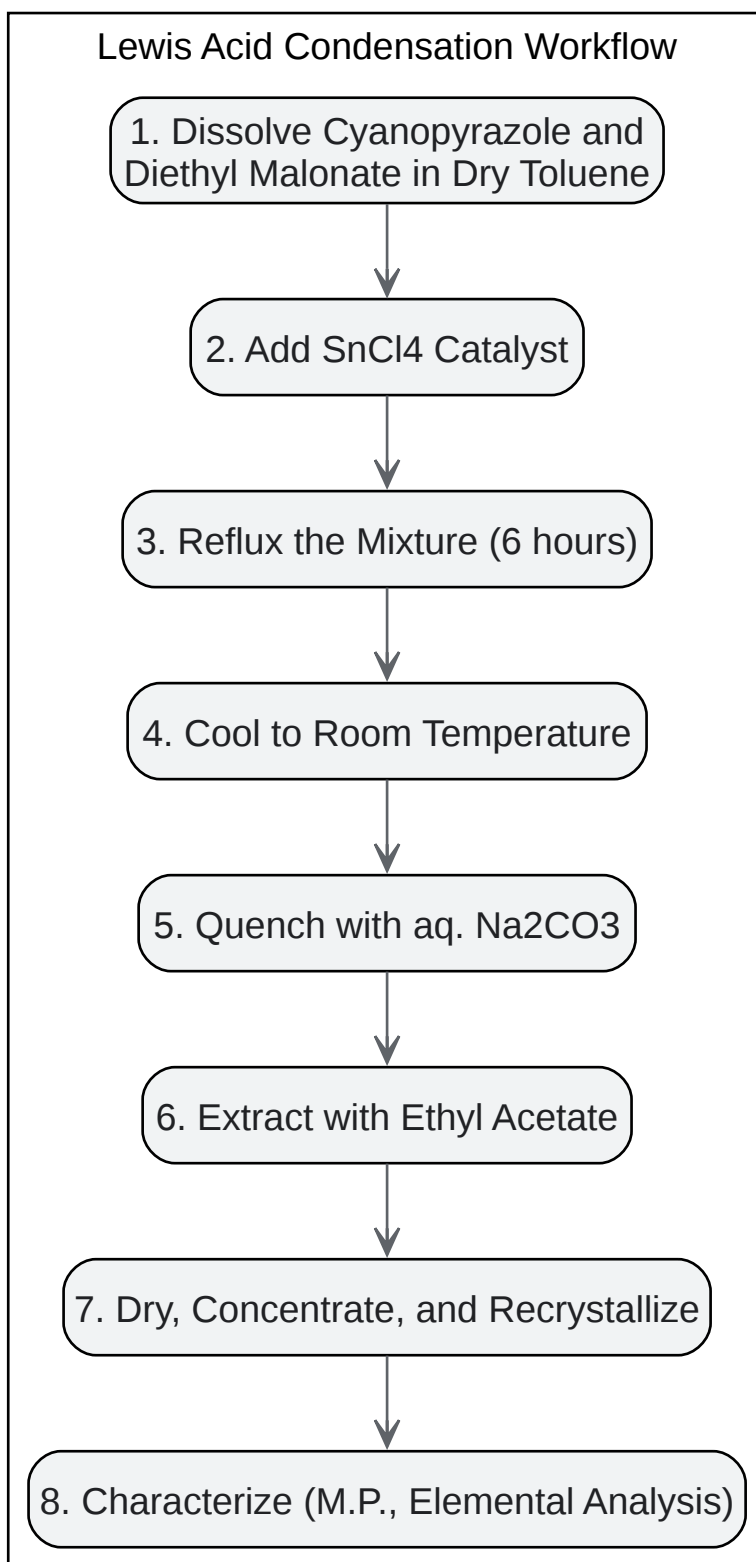 Lewis Acid Condensation Workflow
1. Dissolve Cyanopyrazole and
Diethyl Malonate in Dry Toluene
2. Add SnCl4 Catalyst
3. Reflux the Mixture (6 hours)
4. Cool to Room Temperature
5. Quench with aq. Na2CO3
6. Extract with Ethyl Acetate
7. Dry, Concentrate, and Recrystallize
8. Characterize (M.P., Elemental Analysis)